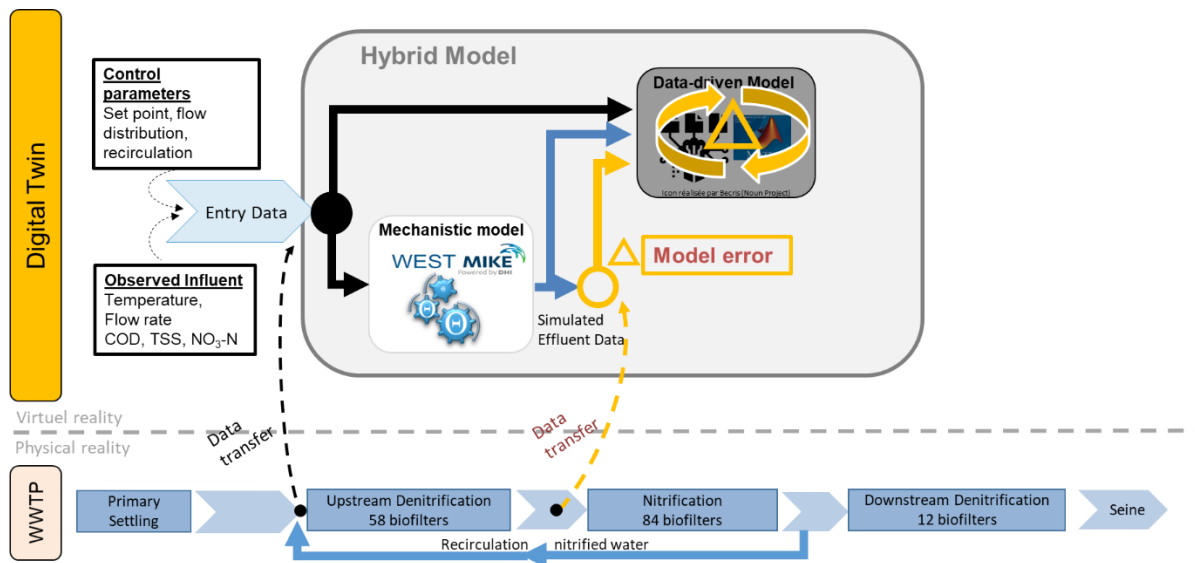 Digital Twin
Control
parameters
Set point, flow
distribution,
recirculation
Entry Data
Observed Influent
Temperature,
Flow rate
COD, TSS, NO₃-N
Hybrid Model
Mechanistic model
WEST MIKE
Powered by DHI
Data-driven Model
Icon réalisée par Becris (Noun Project)
Model error
Simulated
Effluent Data
Virtuel reality
Physical reality
Data
transfer
Data
transfer
WWTP
Primary
Settling
Upstream Denitrification
58 biofilters
Nitrification
84 biofilters
Downstream Denitrification
12 biofilters
Seine
Recirculation nitrified water